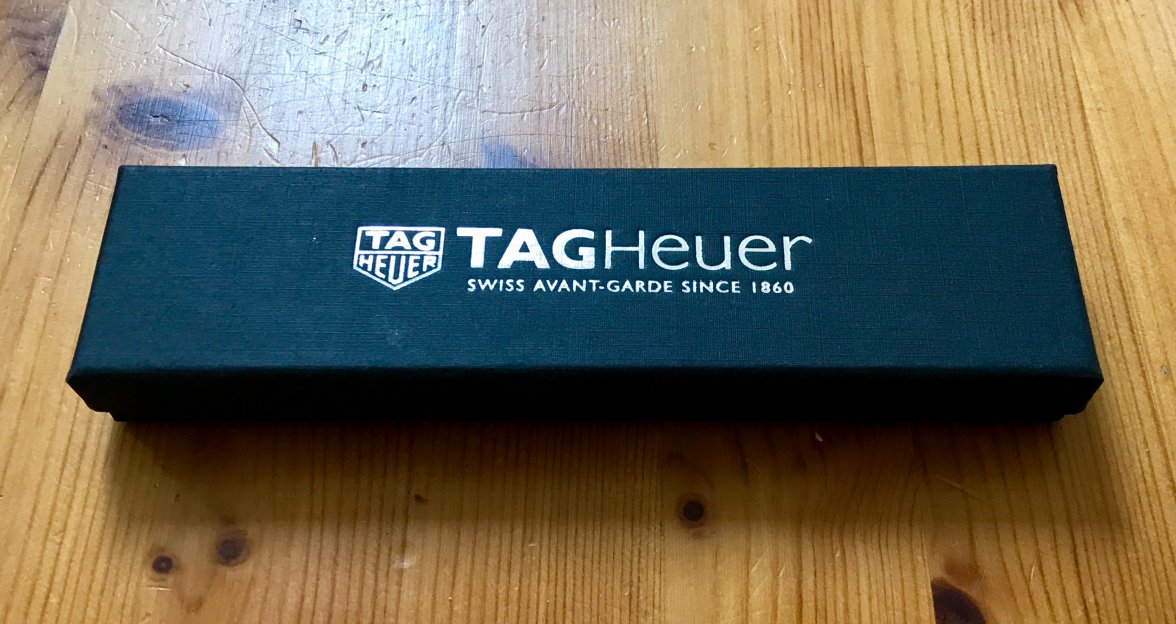 TAG
HEUER
TAGHeuer
SWISS AVANT-GARDE SINCE 1860